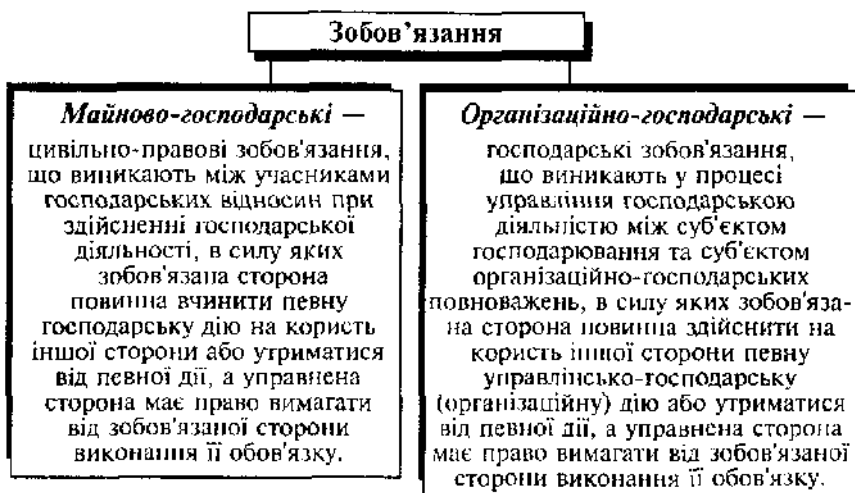 Зобов'язання
Майново-господарські —
цивільно-правові зобов'язання,
що виникають між учасниками
господарських відносин при
здійсненні господарської
діяльності, в силу яких
зобов'язана сторона
повинна вчинити певну
господарську дію на користь
іншої сторони або утриматися
від певної дії, а управнена
сторона має право вимагати
від зобов'язаної сторони
виконання її обов'язку.
Організаційно-господарські —
господарські зобов'язання,
що виникають у процесі
управління господарською
діяльністю між суб'єктом
господарювання та суб'єктом
організаційно-господарських
повноважень, в силу яких зобов'яза-
на сторона повинна здійснити на
користь іншої сторони певну
управлінсько-господарську
(організаційну) дію або утриматися
від певної дії, а управнена сторона
має право вимагати від зобов'язаної
сторони виконання її обов'язку.